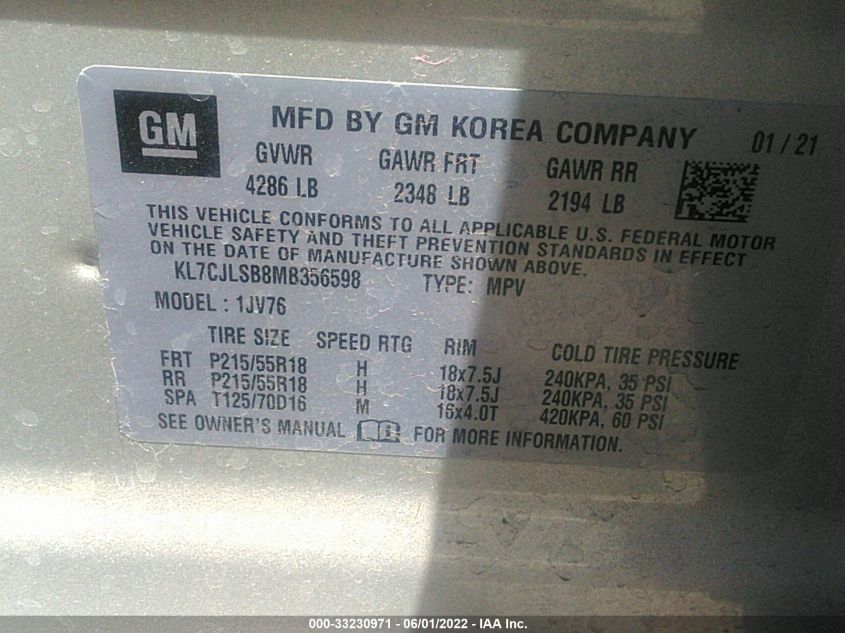 GM MFD BY GM KOREA COMPANY 01/21
GVWR GAWR FRT GAWR RR
4286 LB 2348 LB 2194 LB
THIS VEHICLE CONFORMS TO ALL APPLICABLE U.S. FEDERAL MOTOR
VEHICLE SAFETY AND THEFT PREVENTION STANDARDS IN EFFECT
ON THE DATE OF MANUFACTURE SHOWN ABOVE.
KL7CJLSB8MB356598 TYPE: MPV
MODEL: 1JV76
TIRE SIZE SPEED RTG RIM COLD TIRE PRESSURE
FRT P215/55R18 H 18x7.5J 240KPA, 35 PSI
RR P215/55R18 H 18x7.5J 240KPA, 35 PSI
SPA T125/70D16 M 16x4.0T 420KPA, 60 PSI
SEE OWNER'S MANUAL FOR MORE INFORMATION.
000-33230971 - 06/01/2022 - IAA Inc.